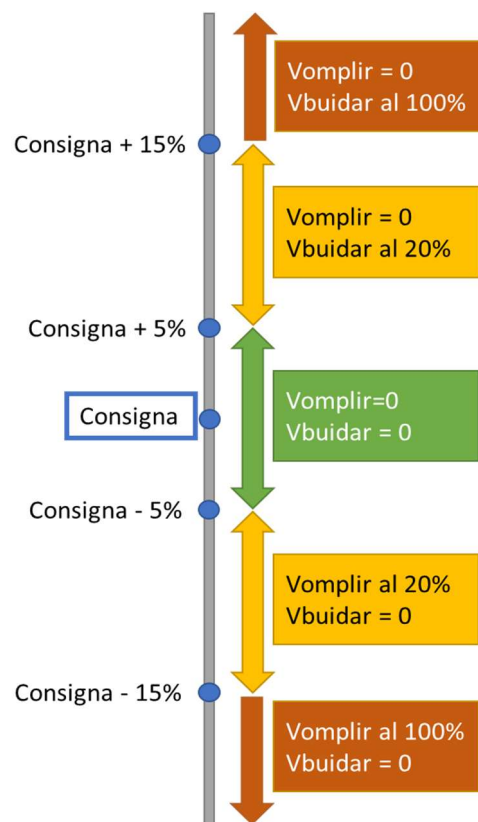 Vomplir = 0
Vbuidar al 100%
Consigna + 15%
Vomplir = 0
Vbuidar al 20%
Consigna + 5%
Vomplir=0
Vbuidar = 0
Consigna
Consigna - 5%
Vomplir al 20%
Vbuidar = 0
Consigna - 15%
Vomplir al 100%
Vbuidar = 0